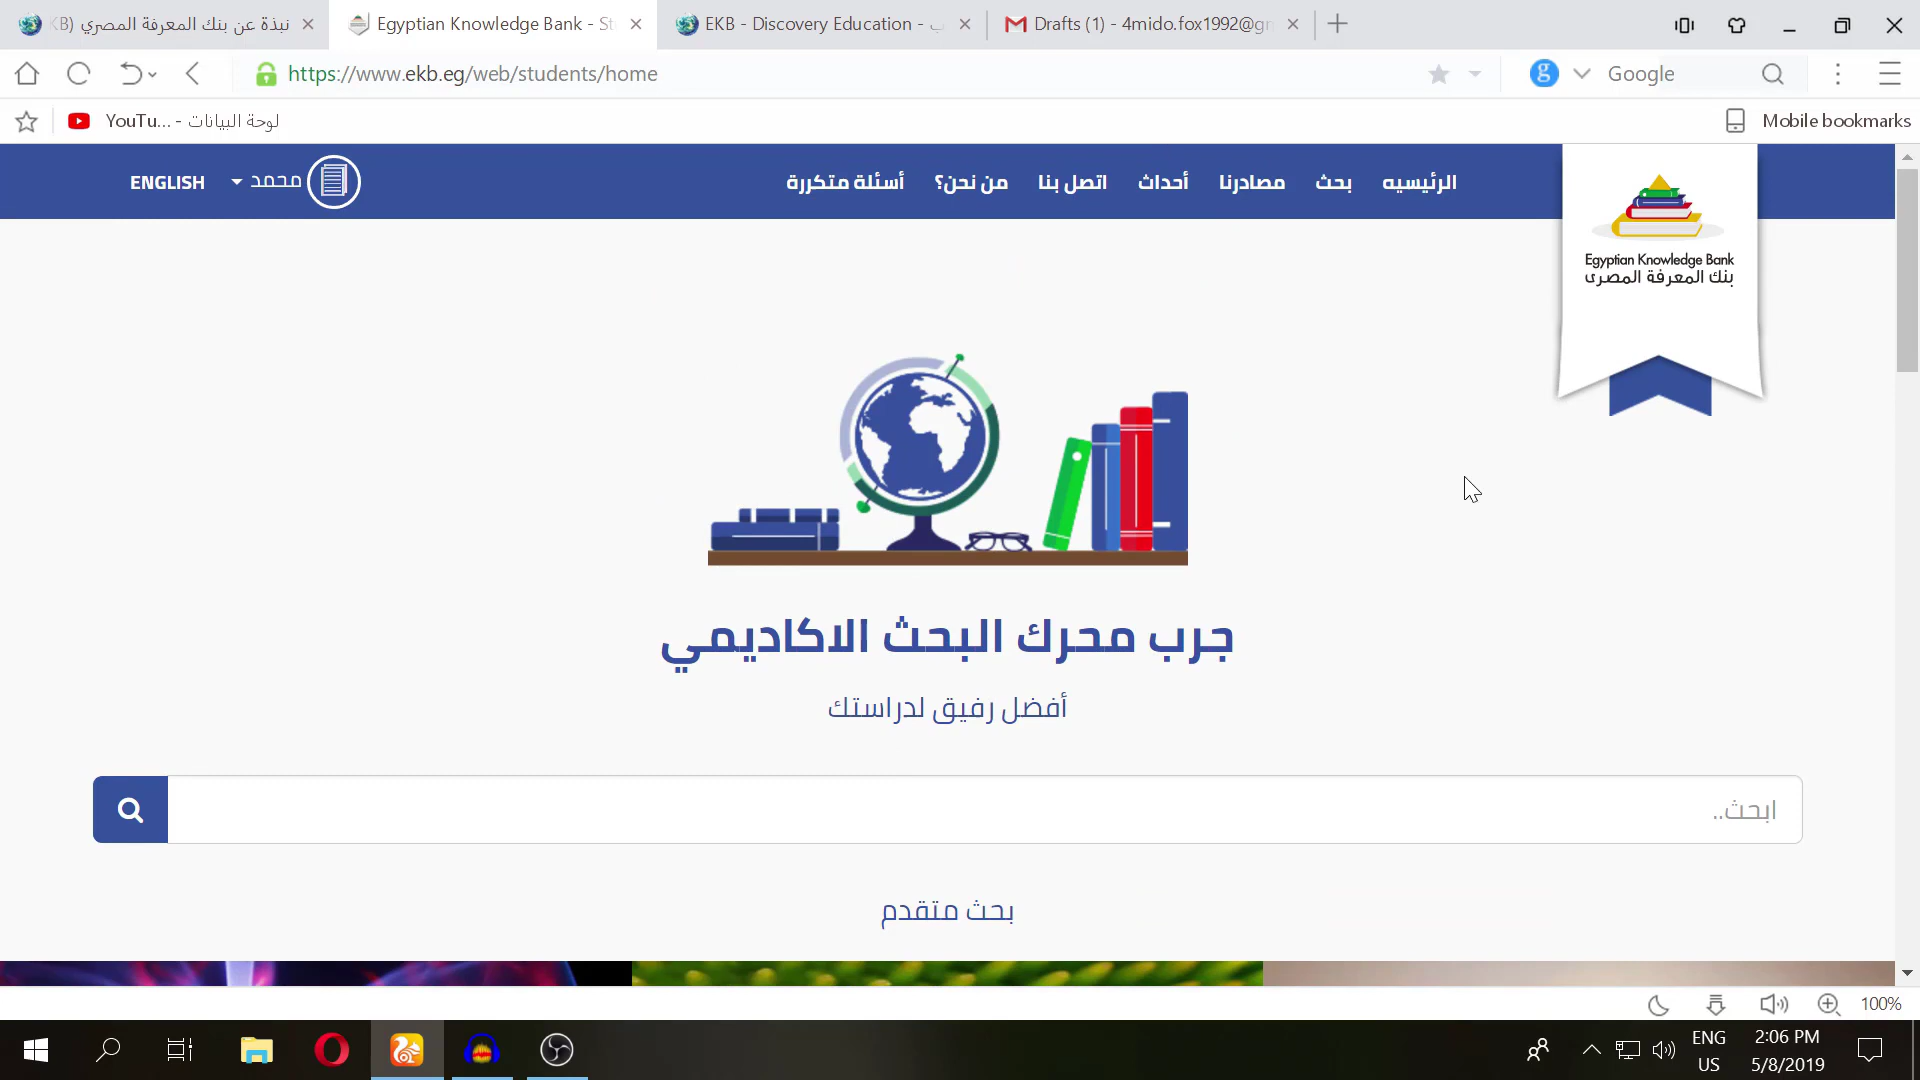 نبذة عن بنك المعرفة المصري (KB
Egyptian Knowledge Bank - St
EKB - Discovery Education -
Drafts (1) - 4mido.fox1992@gm
https://www.ekb.eg/web/students/home
Google
YouTu... - لوحة البيانات
Mobile bookmarks
الرئيسيه
بحث
مصادرنا
أحداث
اتصل بنا
من نحن؟
أسئلة متكررة
محمد
ENGLISH
Egyptian Knowledge Bank
بنك المعرفة المصرى
جرب محرك البحث الاكاديمي
أفضل رفيق لدراستك
ابحث..
بحث متقدم
100%
ENG
US
2:06 PM
5/8/2019